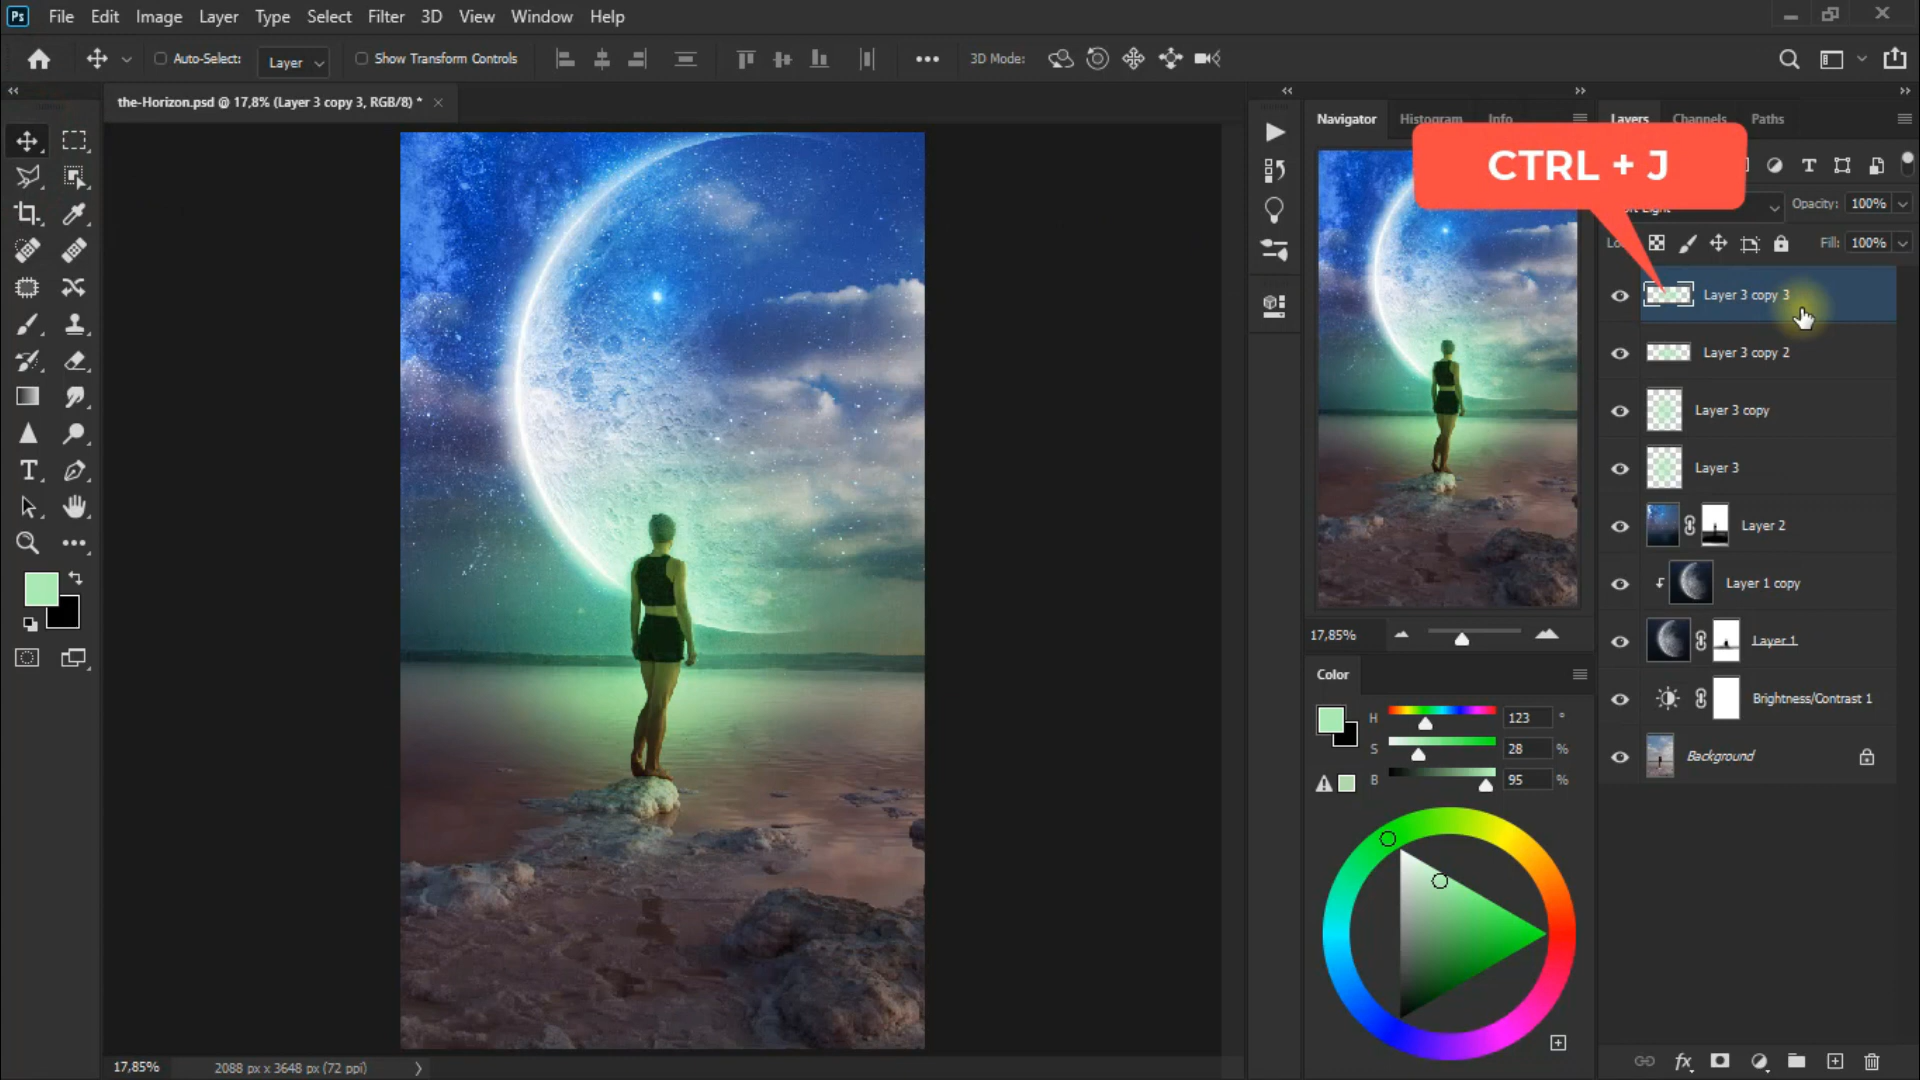 Ps File Edit Image Layer Type Select Filter 3D View Window Help
Auto-Select: Layer Show Transform Controls 3D Mode:
the-Horizon.psd @ 17,8% (Layer 3 copy 3, RGB/8) *
Navigator Histogram Info Layers Channels Paths
CTRL + J
Opacity: 100%
Fill: 100%
Layer 3 copy 3
Layer 3 copy 2
Layer 3 copy
Layer 3
Layer 2
Layer 1 copy
Layer 1
Brightness/Contrast 1
Background
17,85%
Color
H 123 °
S 28 %
B 95 %
17,85% 2088 px x 3648 px (72 ppi)